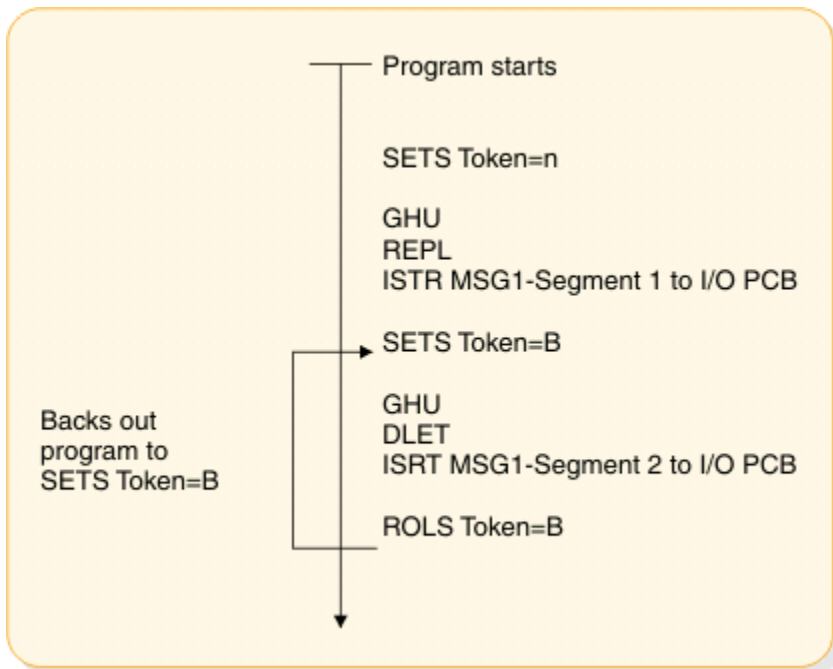 Program starts
SETS Token=n
GHU
REPL
ISTR MSG1-Segment 1 to I/O PCB
SETS Token=B
GHU
DLET
ISRT MSG1-Segment 2 to I/O PCB
Backs out
program to
SETS Token=B
ROLS Token=B